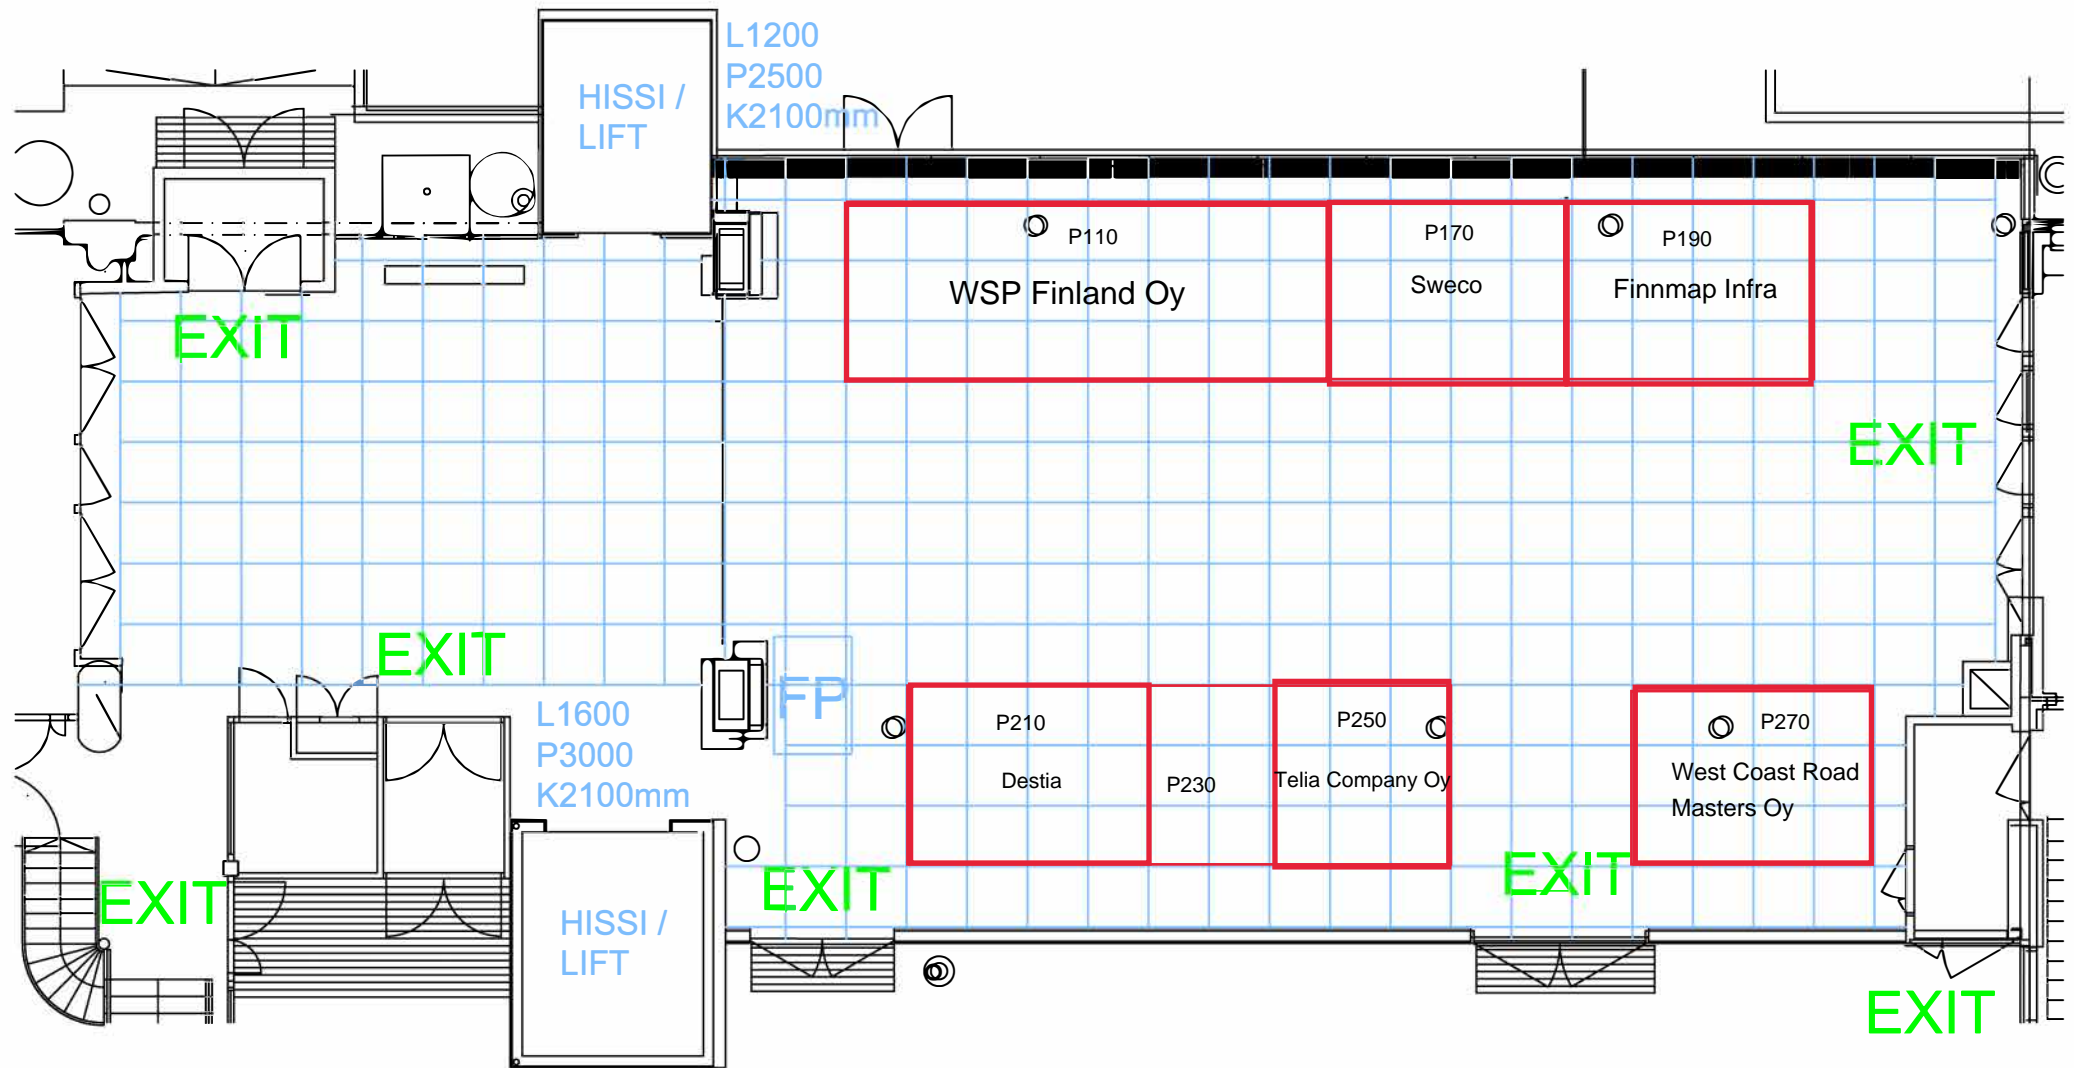 L1200
P2500
K2100mm
HISSI /
LIFT
P110
WSP Finland Oy
P170
Sweco
P190
Finnmap Infra
EXIT
EXIT
EXIT
L1600
P3000
K2100mm
FP
P210
Destia
P230
P250
Telia Company Oy
P270
West Coast Road
Masters Oy
EXIT
EXIT
EXIT
HISSI /
LIFT
EXIT